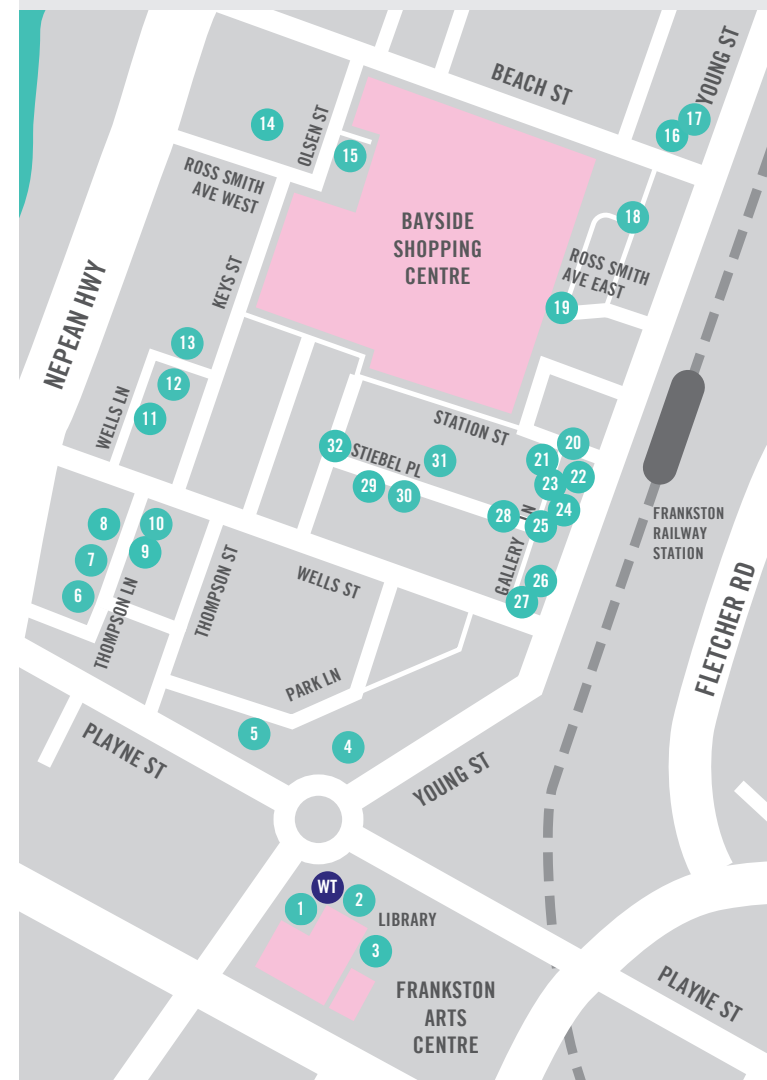 BEACH ST
YOUNG ST
17
16
14
OLSEN ST
15
ROSS SMITH
AVE WEST
BAYSIDE
SHOPPING
CENTRE
18
ROSS SMITH
AVE EAST
19
KEYS ST
NEPEAN HWY
13
12
11
WELLS LN
STATION ST
20
21
22
23
24
25
32
STIEBEL PL
31
29
30
28
GALLERY LN
26
27
FRANKSTON
RAILWAY
STATION
FLETCHER RD
8
10
7
9
6
THOMPSON LN
THOMPSON ST
WELLS ST
PARK LN
5
4
PLAYNE ST
YOUNG ST
WT
1
2
LIBRARY
3
FRANKSTON
ARTS
CENTRE
PLAYNE ST